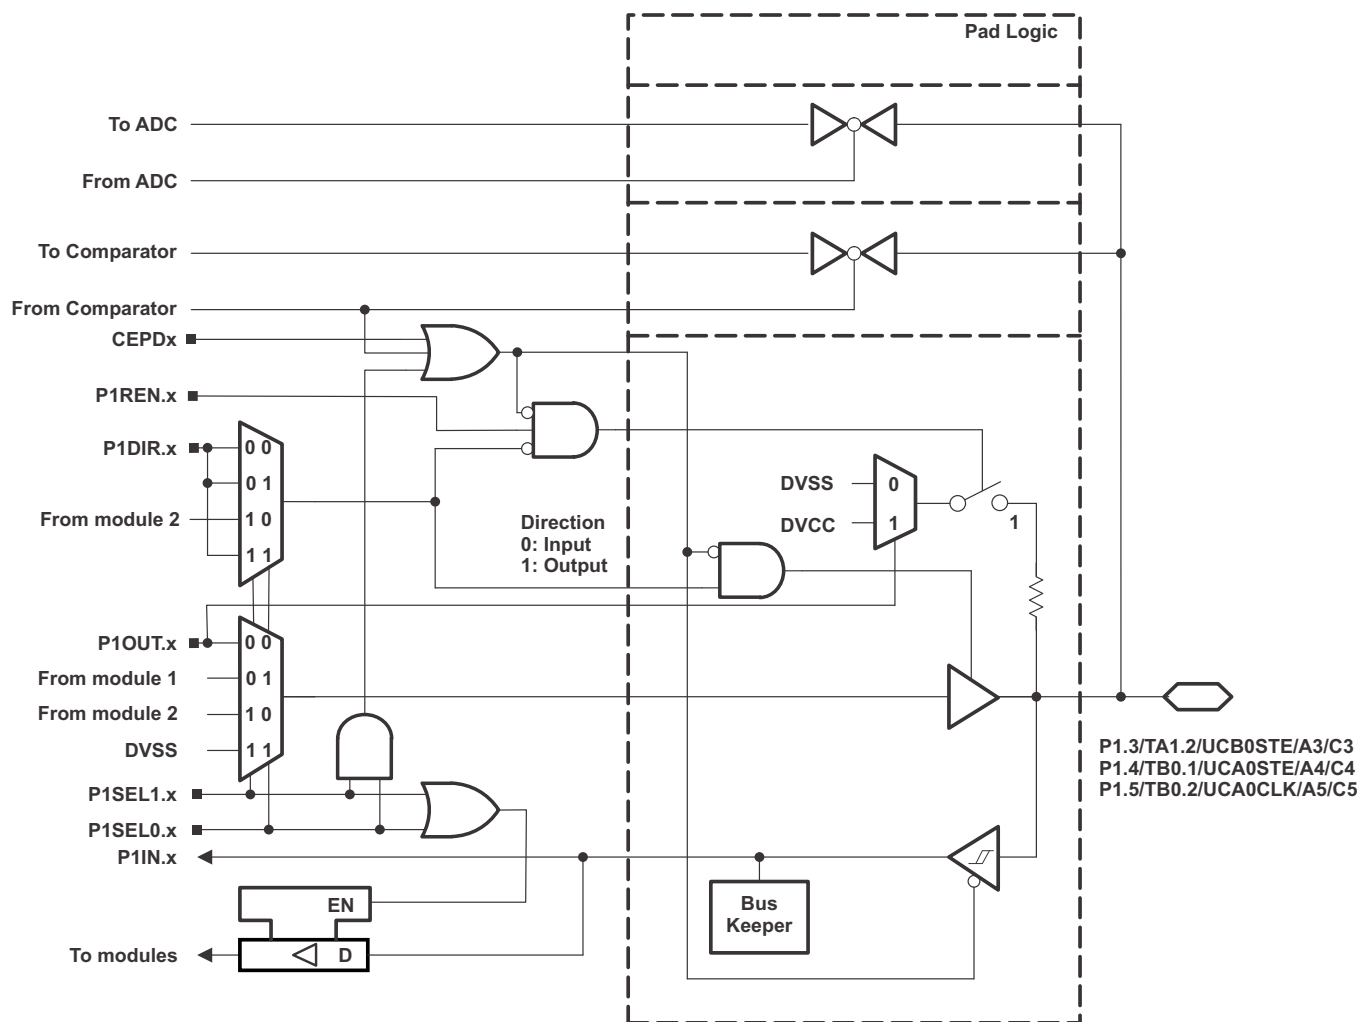 Pad Logic
To ADC
From ADC
To Comparator
From Comparator
CEPDx
P1REN.x
P1DIR.x
0 0
0 1
From module 2
1 0
1 1
Direction
0: Input
1: Output
DVSS
0
DVCC
1
1
P1OUT.x
0 0
From module 1
0 1
From module 2
1 0
DVSS
1 1
P1.3/TA1.2/UCB0STE/A3/C3
P1.4/TB0.1/UCA0STE/A4/C4
P1.5/TB0.2/UCA0CLK/A5/C5
P1SEL1.x
P1SEL0.x
P1IN.x
EN
Bus
Keeper
To modules
D